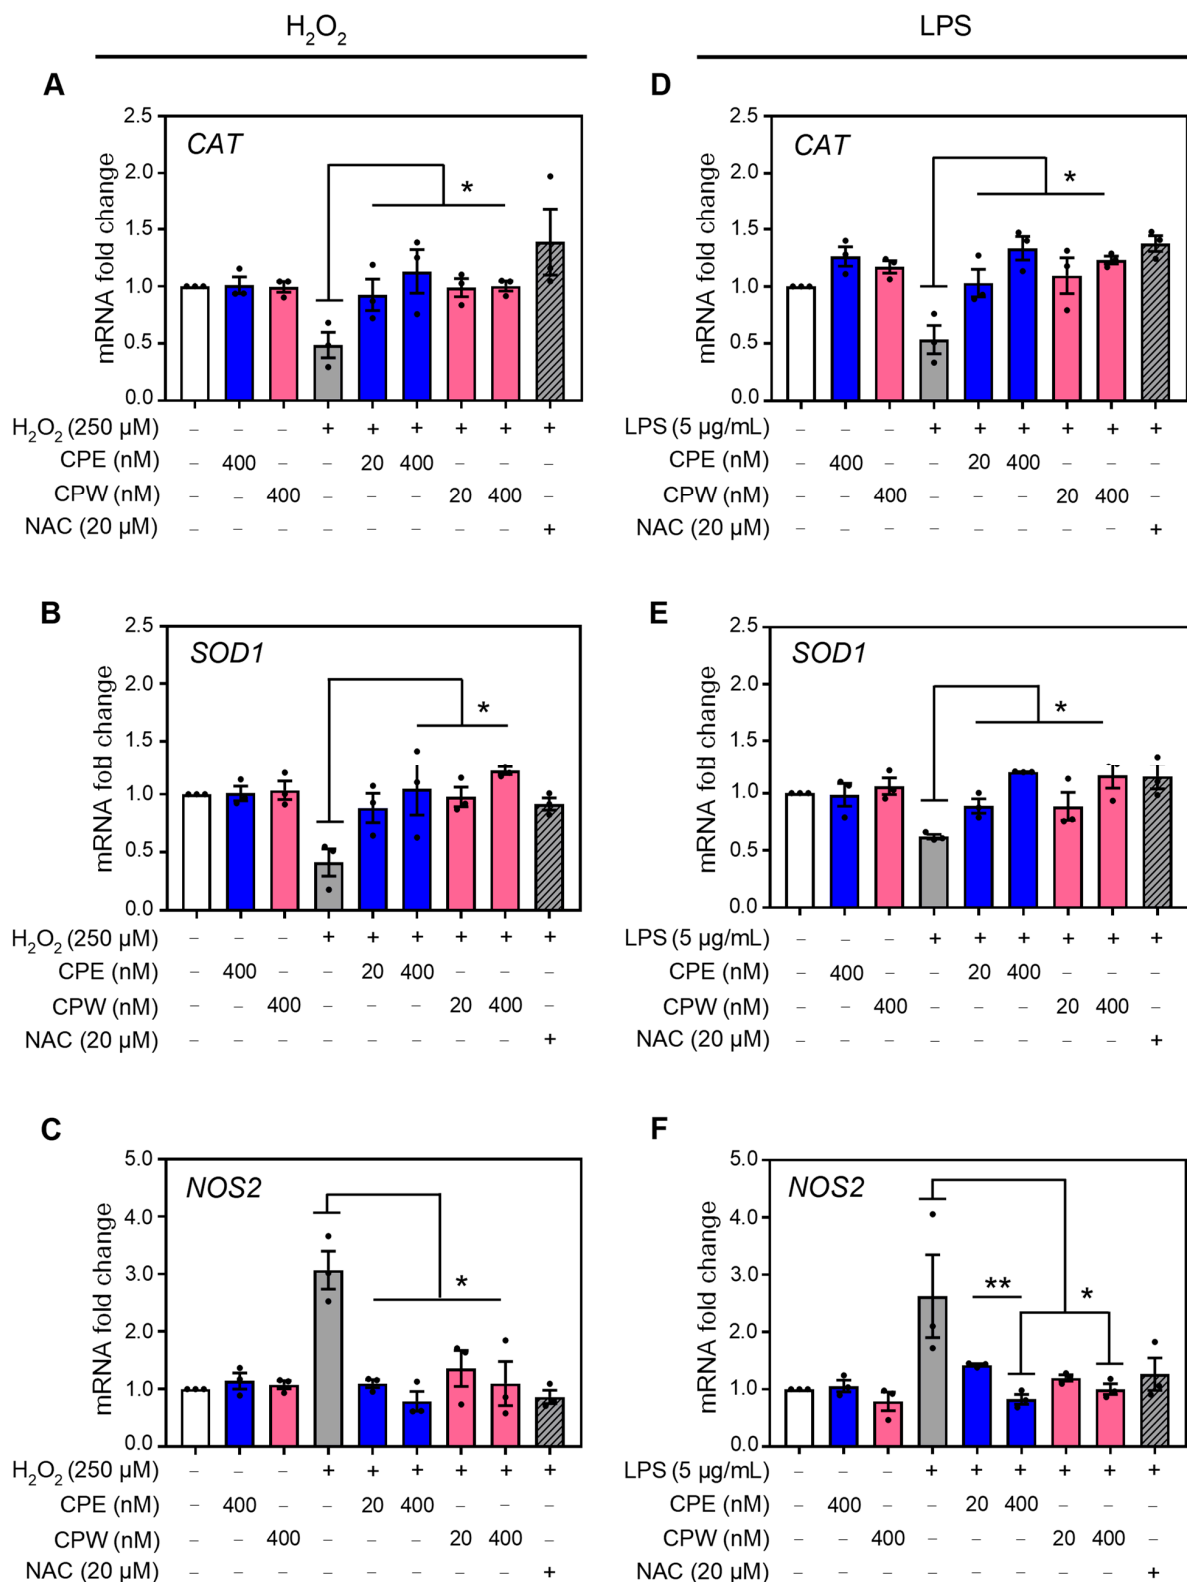 H₂O₂
LPS
A
CAT
mRNA fold change
2.5
2.0
1.5
1.0
0.5
0.0
*
H₂O₂ (250 µM) – – – + + + + + +
CPE (nM) – 400 – – 20 400 – – –
CPW (nM) – – 400 – – – 20 400 –
NAC (20 µM) – – – – – – – – +
D
CAT
mRNA fold change
2.5
2.0
1.5
1.0
0.5
0.0
*
LPS (5 µg/mL) – – – + + + + + +
CPE (nM) – 400 – – 20 400 – – –
CPW (nM) – – 400 – – – 20 400 –
NAC (20 µM) – – – – – – – – +
B
SOD1
mRNA fold change
2.5
2.0
1.5
1.0
0.5
0.0
*
H₂O₂ (250 µM) – – – + + + + + +
CPE (nM) – 400 – – 20 400 – – –
CPW (nM) – – 400 – – – 20 400 –
NAC (20 µM) – – – – – – – – +
E
SOD1
mRNA fold change
2.5
2.0
1.5
1.0
0.5
0.0
*
LPS (5 µg/mL) – – – + + + + + +
CPE (nM) – 400 – – 20 400 – – –
CPW (nM) – – 400 – – – 20 400 –
NAC (20 µM) – – – – – – – – +
C
NOS2
mRNA fold change
5.0
4.0
3.0
2.0
1.0
0.0
*
H₂O₂ (250 µM) – – – + + + + + +
CPE (nM) – 400 – – 20 400 – – –
CPW (nM) – – 400 – – – 20 400 –
NAC (20 µM) – – – – – – – – +
F
NOS2
mRNA fold change
5.0
4.0
3.0
2.0
1.0
0.0
**
*
LPS (5 µg/mL) – – – + + + + + +
CPE (nM) – 400 – – 20 400 – – –
CPW (nM) – – 400 – – – 20 400 –
NAC (20 µM) – – – – – – – – +